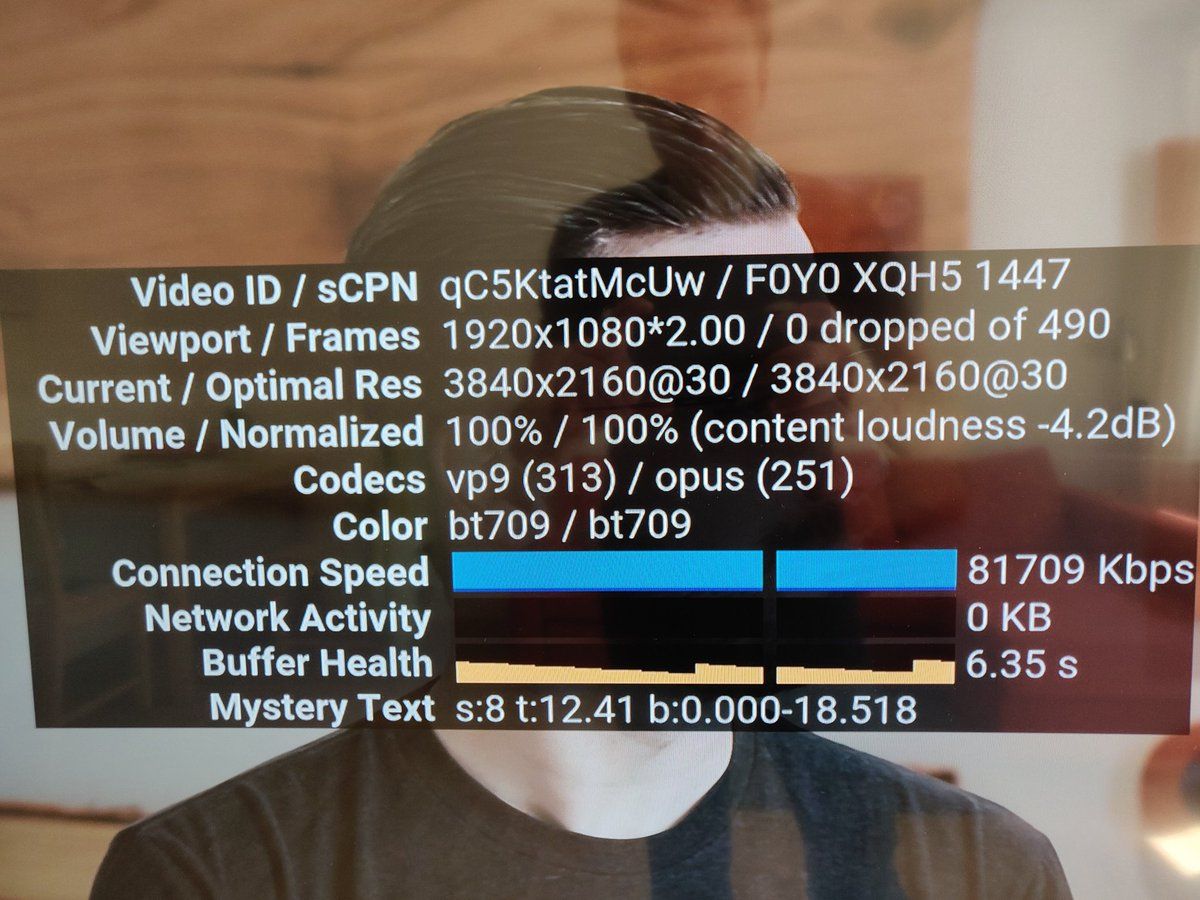 Video ID / sCPN qC5KtatMcUw / F0Y0 XQH5 1447
Viewport / Frames 1920x1080*2.00 / 0 dropped of 490
Current / Optimal Res 3840x2160@30 / 3840x2160@30
Volume / Normalized 100% / 100% (content loudness -4.2dB)
Codecs vp9 (313) / opus (251)
Color bt709 / bt709
Connection Speed 81709 Kbps
Network Activity 0 KB
Buffer Health 6.35 s
Mystery Text s:8 t:12.41 b:0.000-18.518